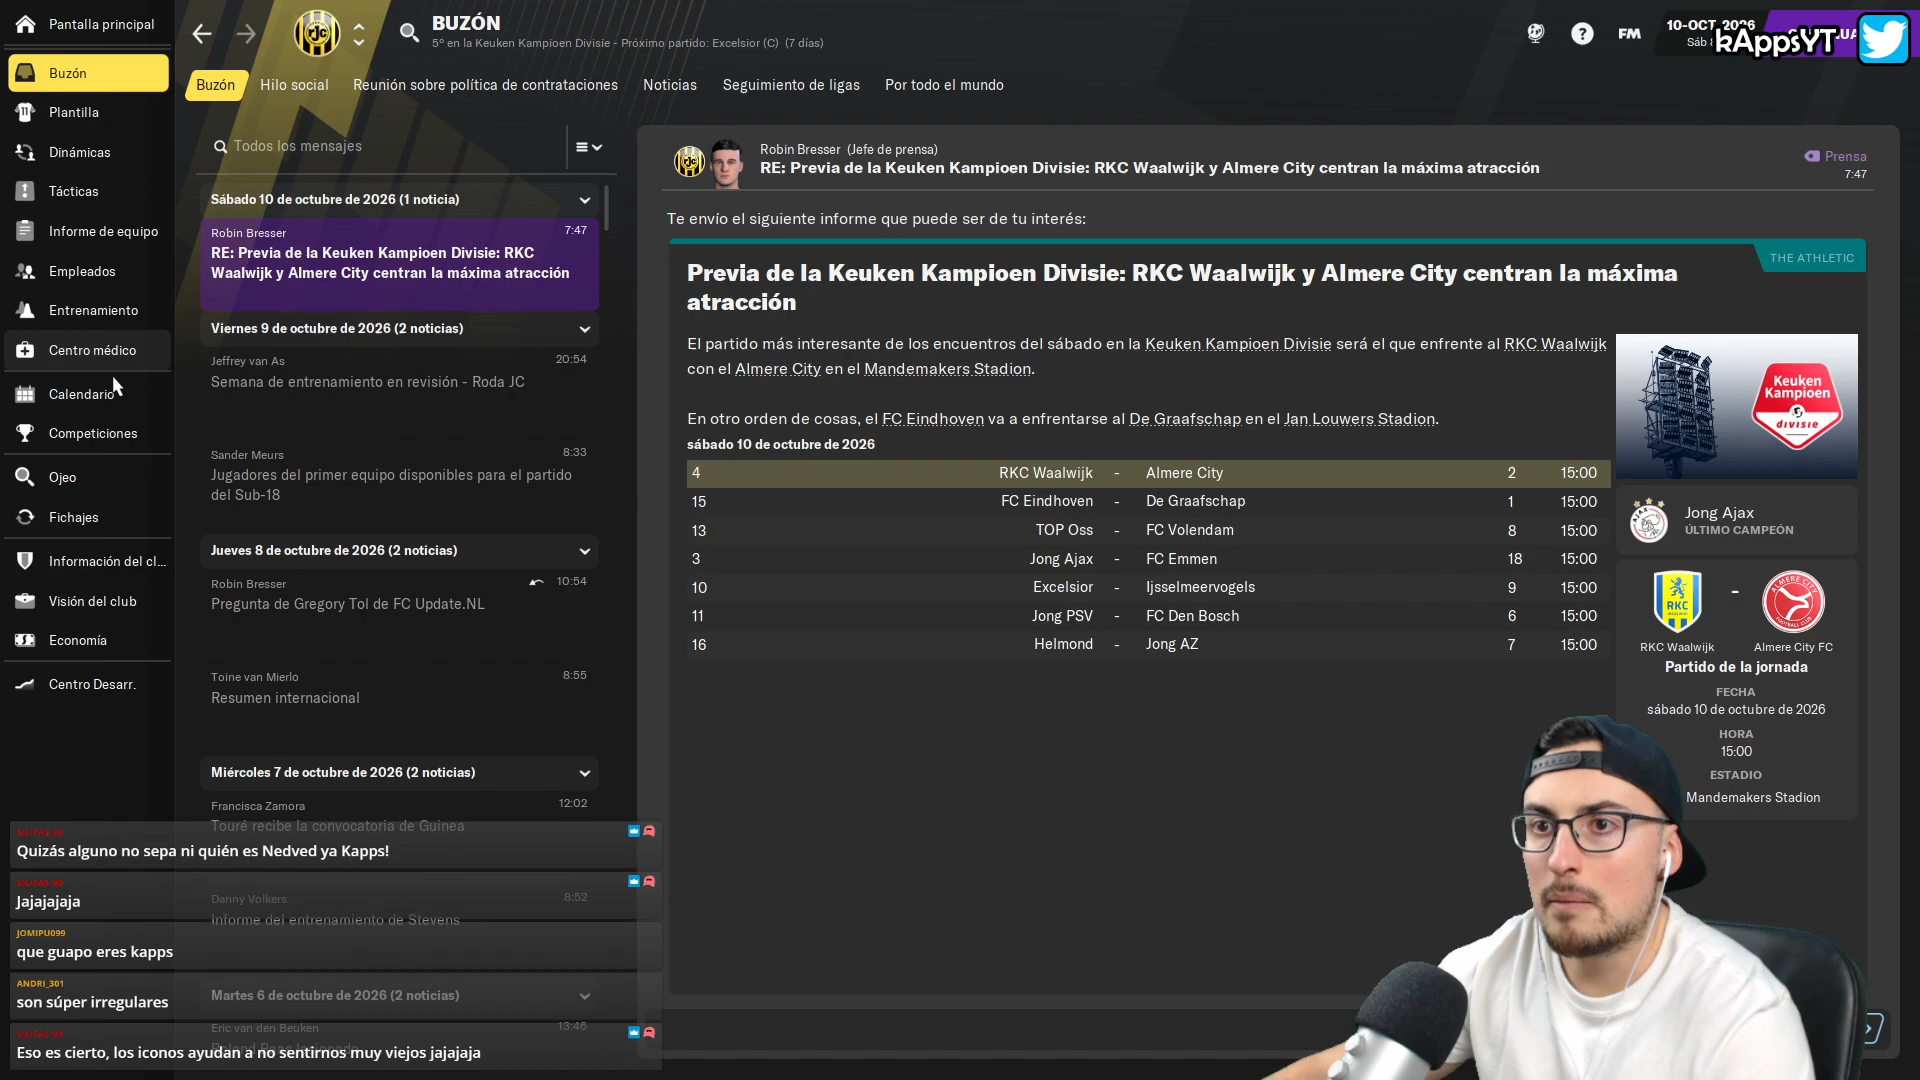 Pantalla principal
Buzón
Plantilla
Dinámicas
Tácticas
Informe de equipo
Empleados
Entrenamiento
Centro médico
Calendario
Competiciones
Ojeo
Fichajes
Información del cl...
Visión del club
Economía
Centro Desarr.
BUZÓN
5º en la Keuken Kampioen Divisie - Próximo partido: Excelsior (C) (7 días)
FM
10-OCT 2026
Sáb
kAppsYT
Buzón
Hilo social
Reunión sobre política de contrataciones
Noticias
Seguimiento de ligas
Por todo el mundo
Todos los mensajes
Sábado 10 de octubre de 2026 (1 noticia)
Robin Bresser 7:47
RE: Previa de la Keuken Kampioen Divisie: RKC
Waalwijk y Almere City centran la máxima atracción
Viernes 9 de octubre de 2026 (2 noticias)
Jeffrey van As 20:54
Semana de entrenamiento en revisión - Roda JC
Sander Meurs 8:33
Jugadores del primer equipo disponibles para el partido
del Sub-18
Jueves 8 de octubre de 2026 (2 noticias)
Robin Bresser 10:54
Pregunta de Gregory Tol de FC Update.NL
Toine van Mierlo 8:55
Resumen internacional
Miércoles 7 de octubre de 2026 (2 noticias)
Francisca Zamora 12:02
Touré recibe la convocatoria de Guinea
Quizás alguno no sepa ni quién es Nedved ya Kapps!
Jajajajaja
Danny Volkers 8:52
Informe del entrenamiento de Stevens
JOMIPU099
que guapo eres kapps
ANDRI_301
son súper irregulares
Martes 6 de octubre de 2026 (2 noticias)
Eric van den Beuken 13:46
Eso es cierto, los iconos ayudan a no sentirnos muy viejos jajajaja
Robin Bresser (Jefe de prensa)
RE: Previa de la Keuken Kampioen Divisie: RKC Waalwijk y Almere City centran la máxima atracción
Prensa
7:47
Te envío el siguiente informe que puede ser de tu interés:
THE ATHLETIC
Previa de la Keuken Kampioen Divisie: RKC Waalwijk y Almere City centran la máxima
atracción
El partido más interesante de los encuentros del sábado en la Keuken Kampioen Divisie será el que enfrente al RKC Waalwijk
con el Almere City en el Mandemakers Stadion.
En otro orden de cosas, el FC Eindhoven va a enfrentarse al De Graafschap en el Jan Louwers Stadion.
sábado 10 de octubre de 2026
4 RKC Waalwijk - Almere City 2 15:00
15 FC Eindhoven - De Graafschap 1 15:00
13 TOP Oss - FC Volendam 8 15:00
3 Jong Ajax - FC Emmen 18 15:00
10 Excelsior - Ijsselmeervogels 9 15:00
11 Jong PSV - FC Den Bosch 6 15:00
16 Helmond - Jong AZ 7 15:00
Keuken
Kampioen
divisie
Jong Ajax
ÚLTIMO CAMPEÓN
RKC
-
ALMERE CITY
RKC Waalwijk
Almere City FC
Partido de la jornada
FECHA
sábado 10 de octubre de 2026
HORA
15:00
ESTADIO
Mandemakers Stadion